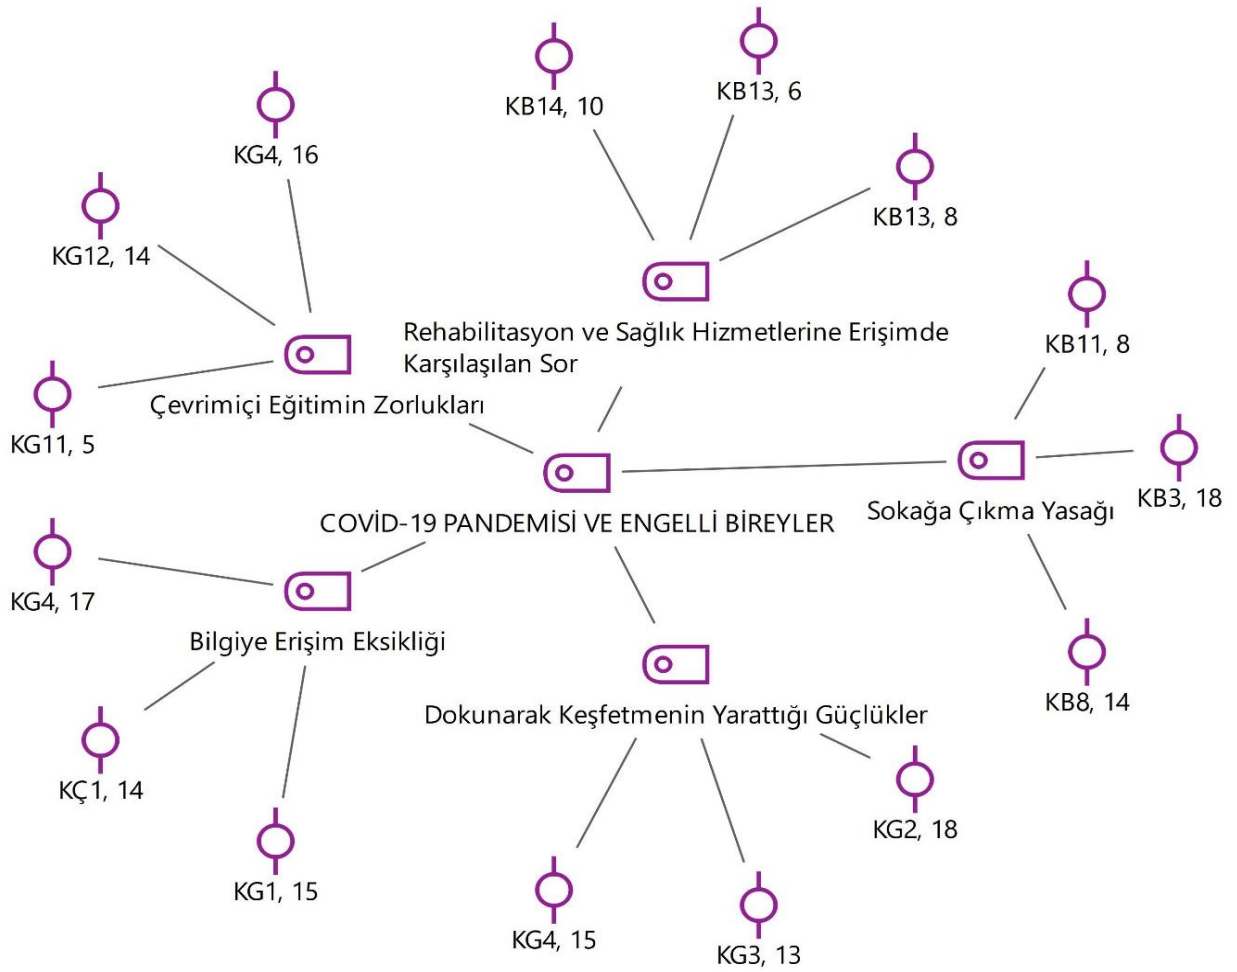 KB14, 10
KB13, 6
KG4, 16
KB13, 8
KG12, 14
KB11, 8
Rehabilitasyon ve Sağlık Hizmetlerine Erişimde
Karşılaşılan Sor
Çevrimiçi Eğitimin Zorlukları
KG11, 5
KB3, 18
Sokağa Çıkma Yasağı
COVİD-19 PANDEMİSİ VE ENGELLİ BİREYLER
KG4, 17
Bilgiye Erişim Eksikliği
KB8, 14
Dokunarak Keşfetmenin Yarattığı Güçlükler
KÇ1, 14
KG2, 18
KG1, 15
KG4, 15
KG3, 13